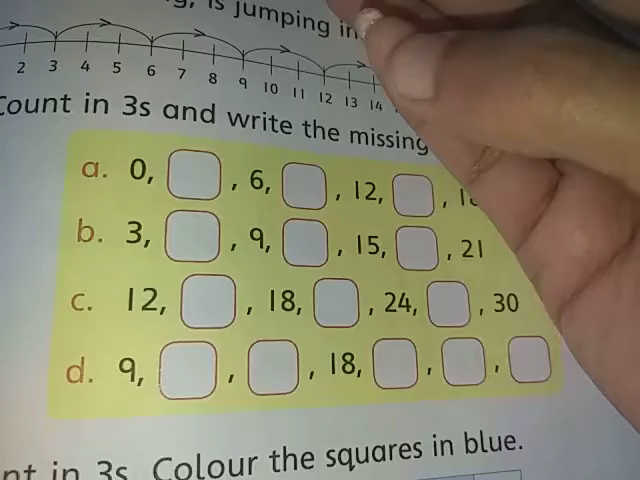 is jumping in
2 3 4 5 6 7 8 9 10 11 12 13 14
Count in 3s and write the missing
a. 0, , 6, , 12, ,
b. 3, , 9, , 15, , 21
c. 12, , 18, , 24, , 30
d. 9, , , 18, , ,
in 3s. Colour the squares in blue.